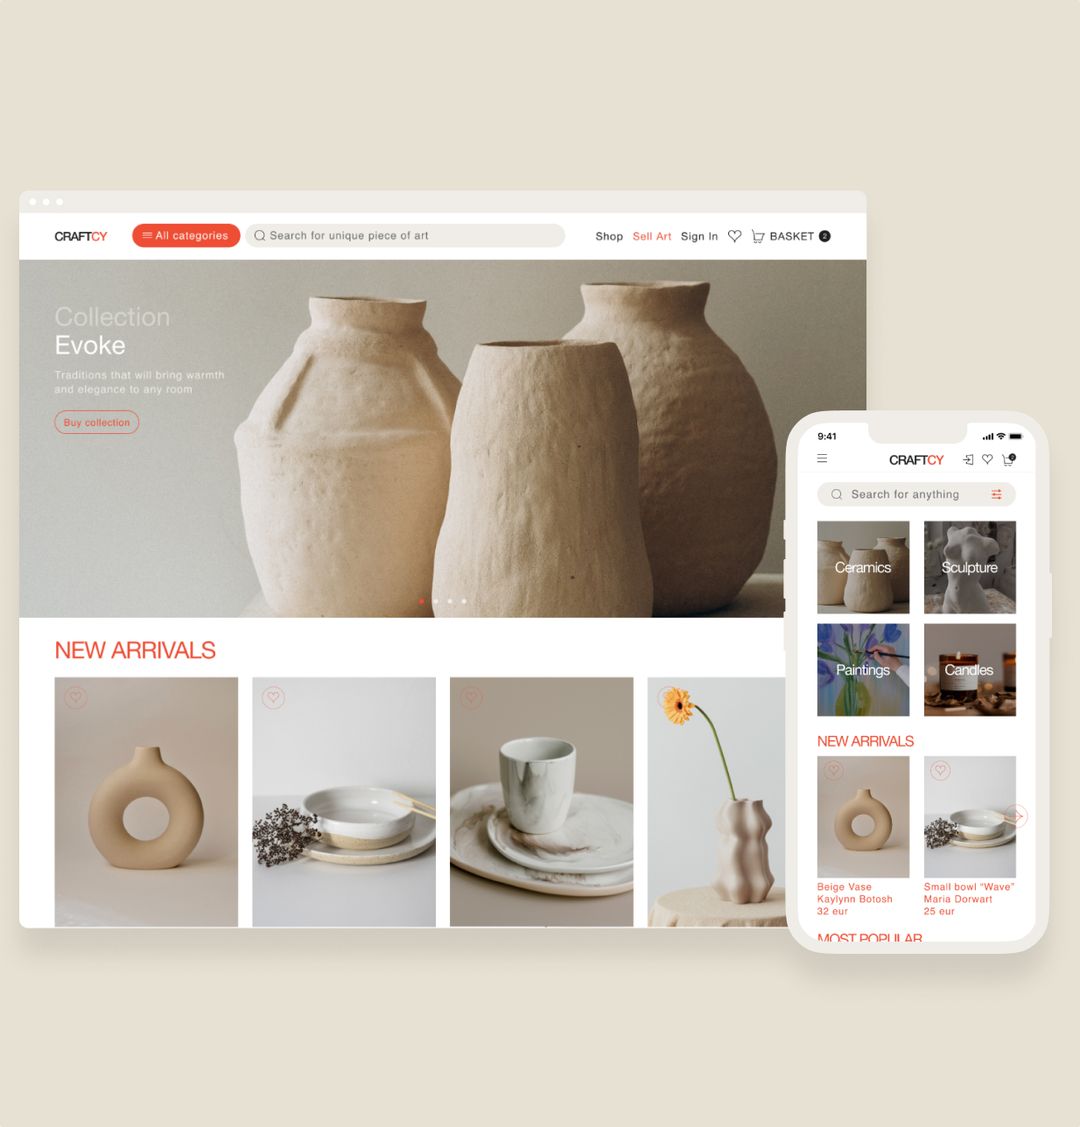 CRAFTCY
All categories
Search for unique piece of art
Shop
Sell Art
Sign In
BASKET 2
Collection
Evoke
Traditions that will bring warmth
and elegance to any room
Buy collection
NEW ARRIVALS
9:41
CRAFTCY
2
Search for anything
Ceramics
Sculpture
Paintings
Candles
NEW ARRIVALS
Beige Vase
Kaylynn Botosh
32 eur
Small bowl “Wave”
Maria Dorwart
25 eur
MOST POPULAR